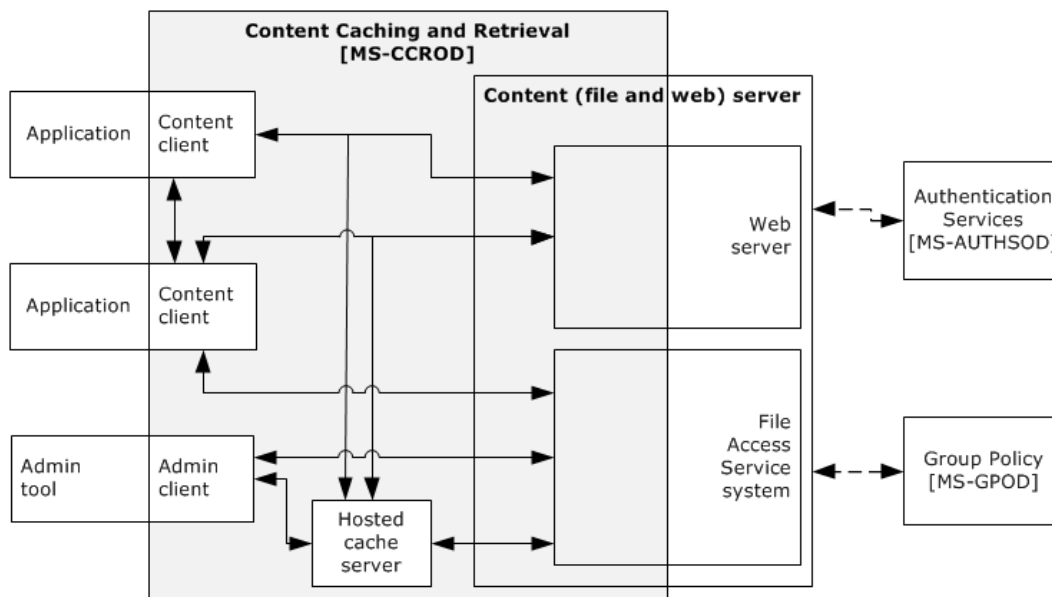 Content Caching and Retrieval
[MS-CCROD]
Content (file and web) server
Application
Content
client
Web
server
Authentication
Services
[MS-AUTHSOD]
Application
Content
client
File
Access
Service
system
Admin
tool
Admin
client
Group Policy
[MS-GPOD]
Hosted
cache
server